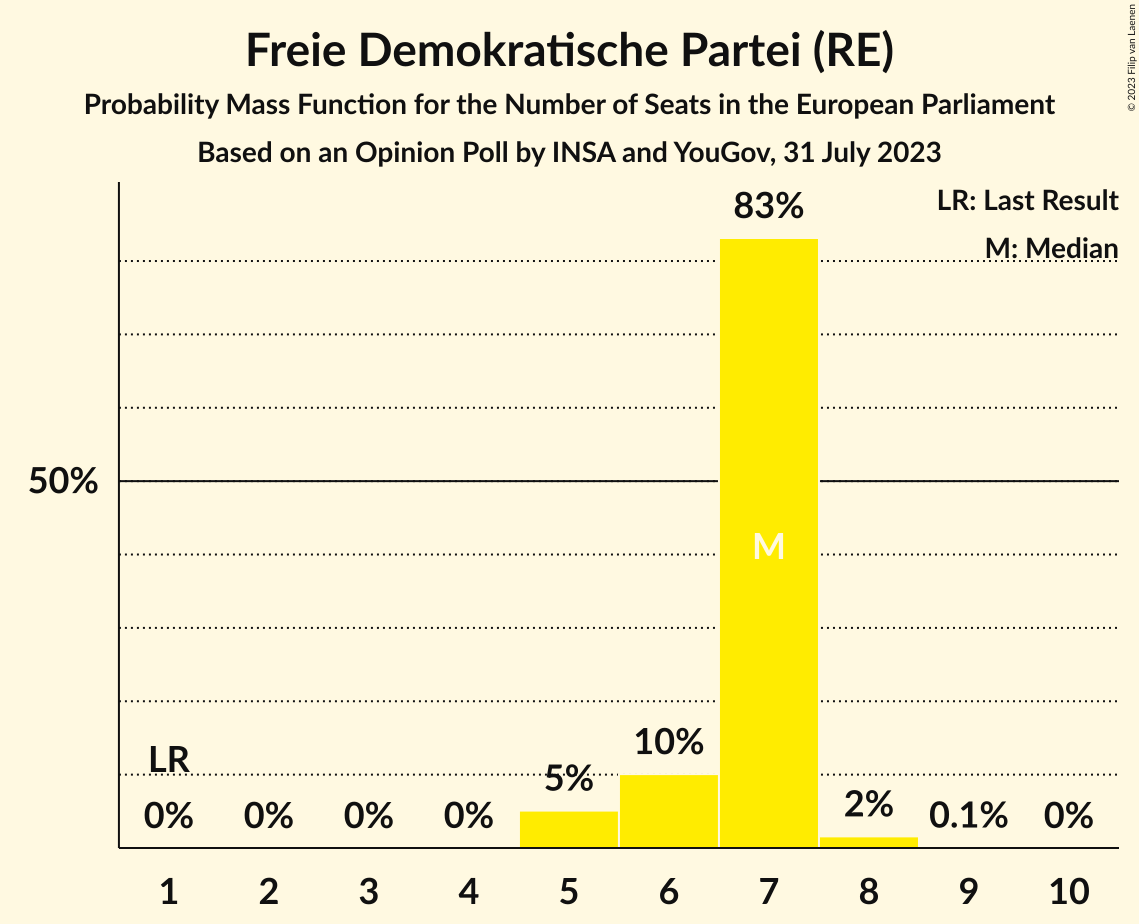 Freie Demokratische Partei (RE)
Probability Mass Function for the Number of Seats in the European Parliament
Based on an Opinion Poll by INSA and YouGov, 31 July 2023
© 2023 Filip van Laenen
LR: Last Result
M: Median
83%
50%
M
LR
0%
0%
0%
0%
5%
10%
2%
0.1%
0%
1 2 3 4 5 6 7 8 9 10